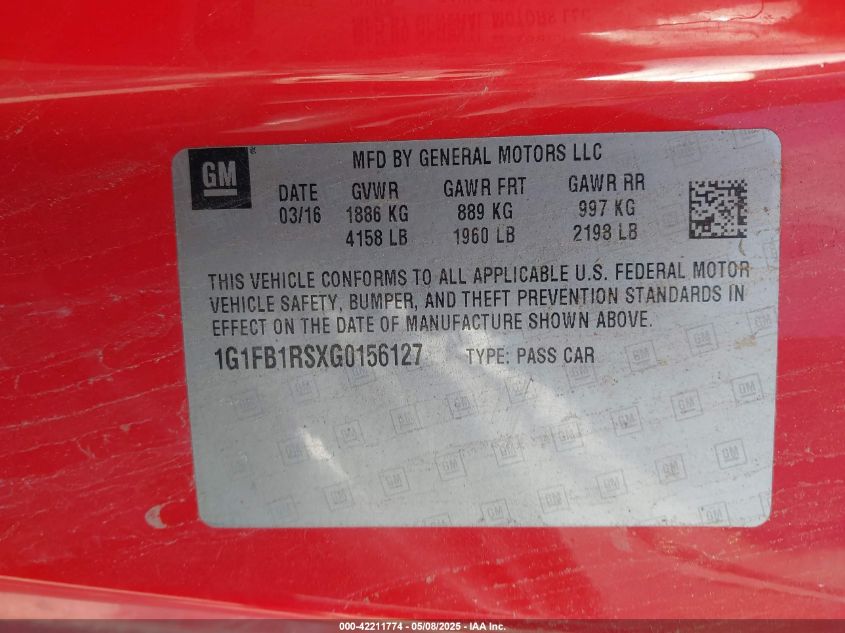 GM
MFD BY GENERAL MOTORS LLC
DATE GVWR GAWR FRT GAWR RR
03/16 1886 KG 889 KG 997 KG
4158 LB 1960 LB 2198 LB
THIS VEHICLE CONFORMS TO ALL APPLICABLE U.S. FEDERAL MOTOR
VEHICLE SAFETY, BUMPER, AND THEFT PREVENTION STANDARDS IN
EFFECT ON THE DATE OF MANUFACTURE SHOWN ABOVE.
1G1FB1RSXG0156127 TYPE: PASS CAR
000-42211774 - 05/08/2025 - IAA Inc.